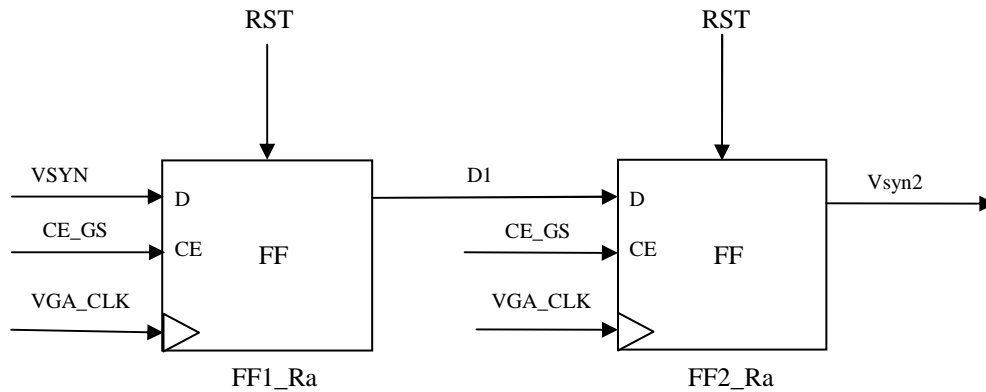 RST RST
VSYN D1 Vsyn2
D D
CE_GS CE FF CE_GS CE FF
VGA_CLK VGA_CLK
FF1_Ra FF2_Ra